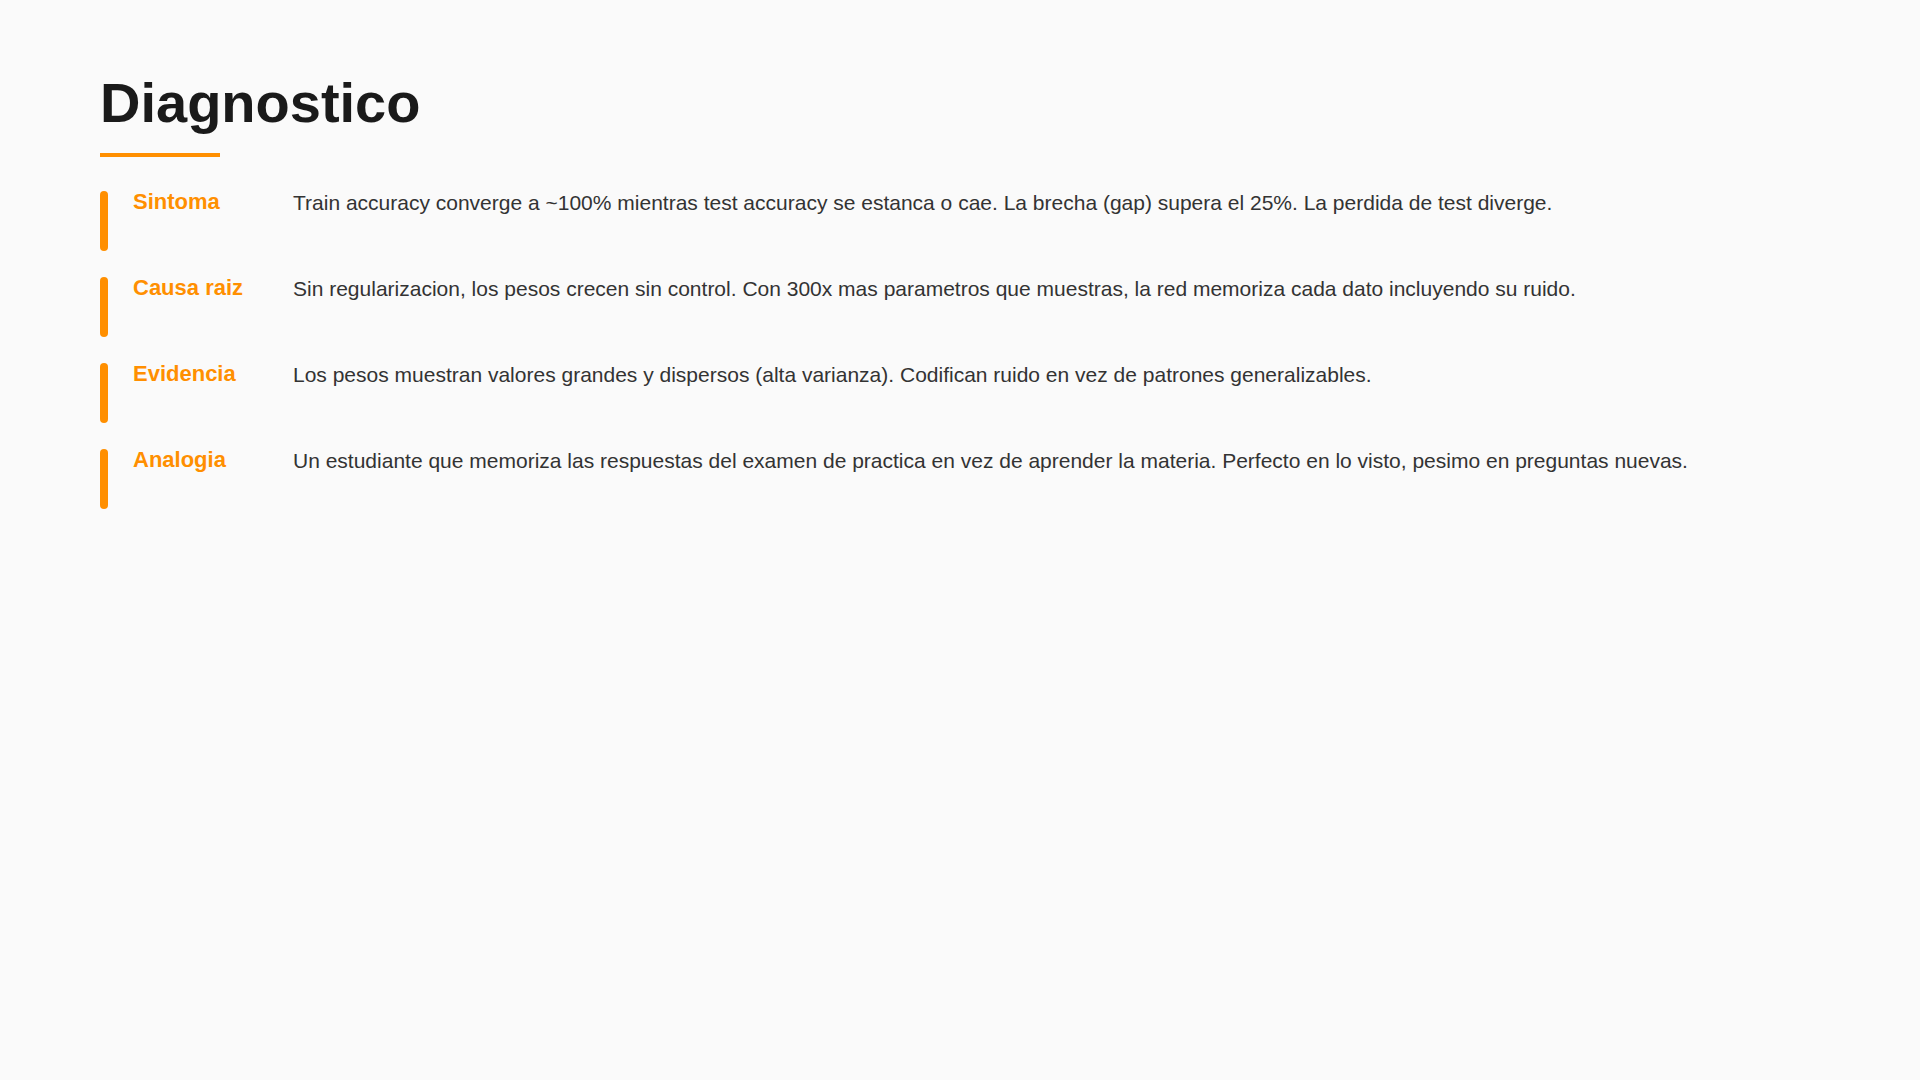 Diagnostico
Sintoma
Train accuracy converge a ~100% mientras test accuracy se estanca o cae. La brecha (gap) supera el 25%. La perdida de test diverge.
Causa raiz
Sin regularizacion, los pesos crecen sin control. Con 300x mas parametros que muestras, la red memoriza cada dato incluyendo su ruido.
Evidencia
Los pesos muestran valores grandes y dispersos (alta varianza). Codifican ruido en vez de patrones generalizables.
Analogia
Un estudiante que memoriza las respuestas del examen de practica en vez de aprender la materia. Perfecto en lo visto, pesimo en preguntas nuevas.